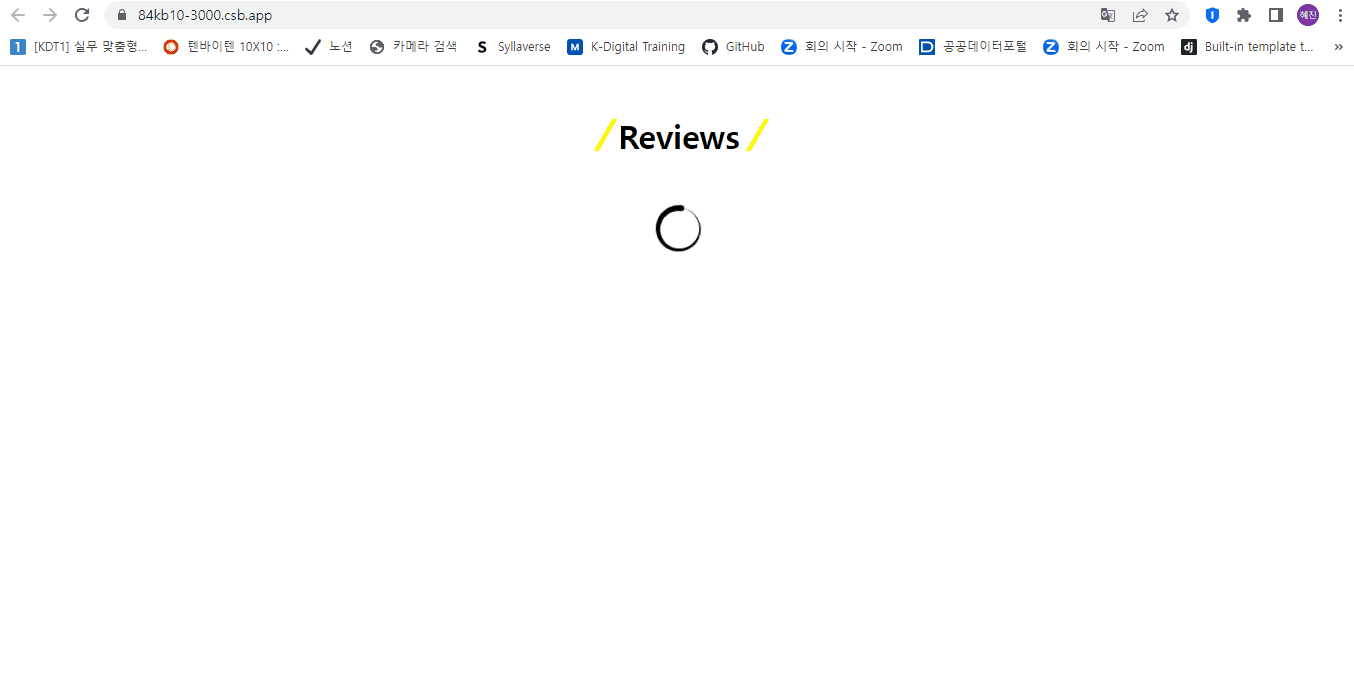 84kb10-3000.csb.app
혜진
1 [KDT1] 실무 맞춤형... 텐바이텐 10X10 :... 노션 카메라 검색 S Syllaverse M K-Digital Training GitHub Z 회의 시작 - Zoom D 공공데이터포털 Z 회의 시작 - Zoom dj Built-in template t... »
/ Reviews /